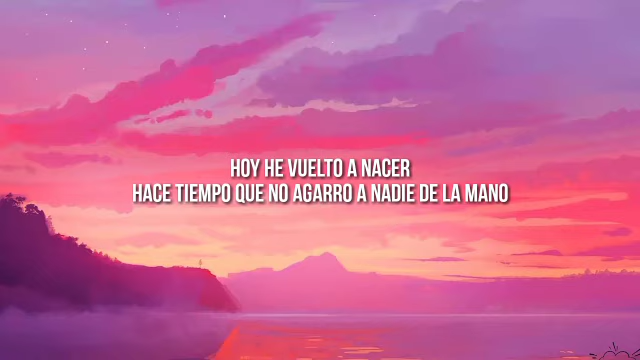 HOY HE VUELTO A NACER
HACE TIEMPO QUE NO AGARRO A NADIE DE LA MANO